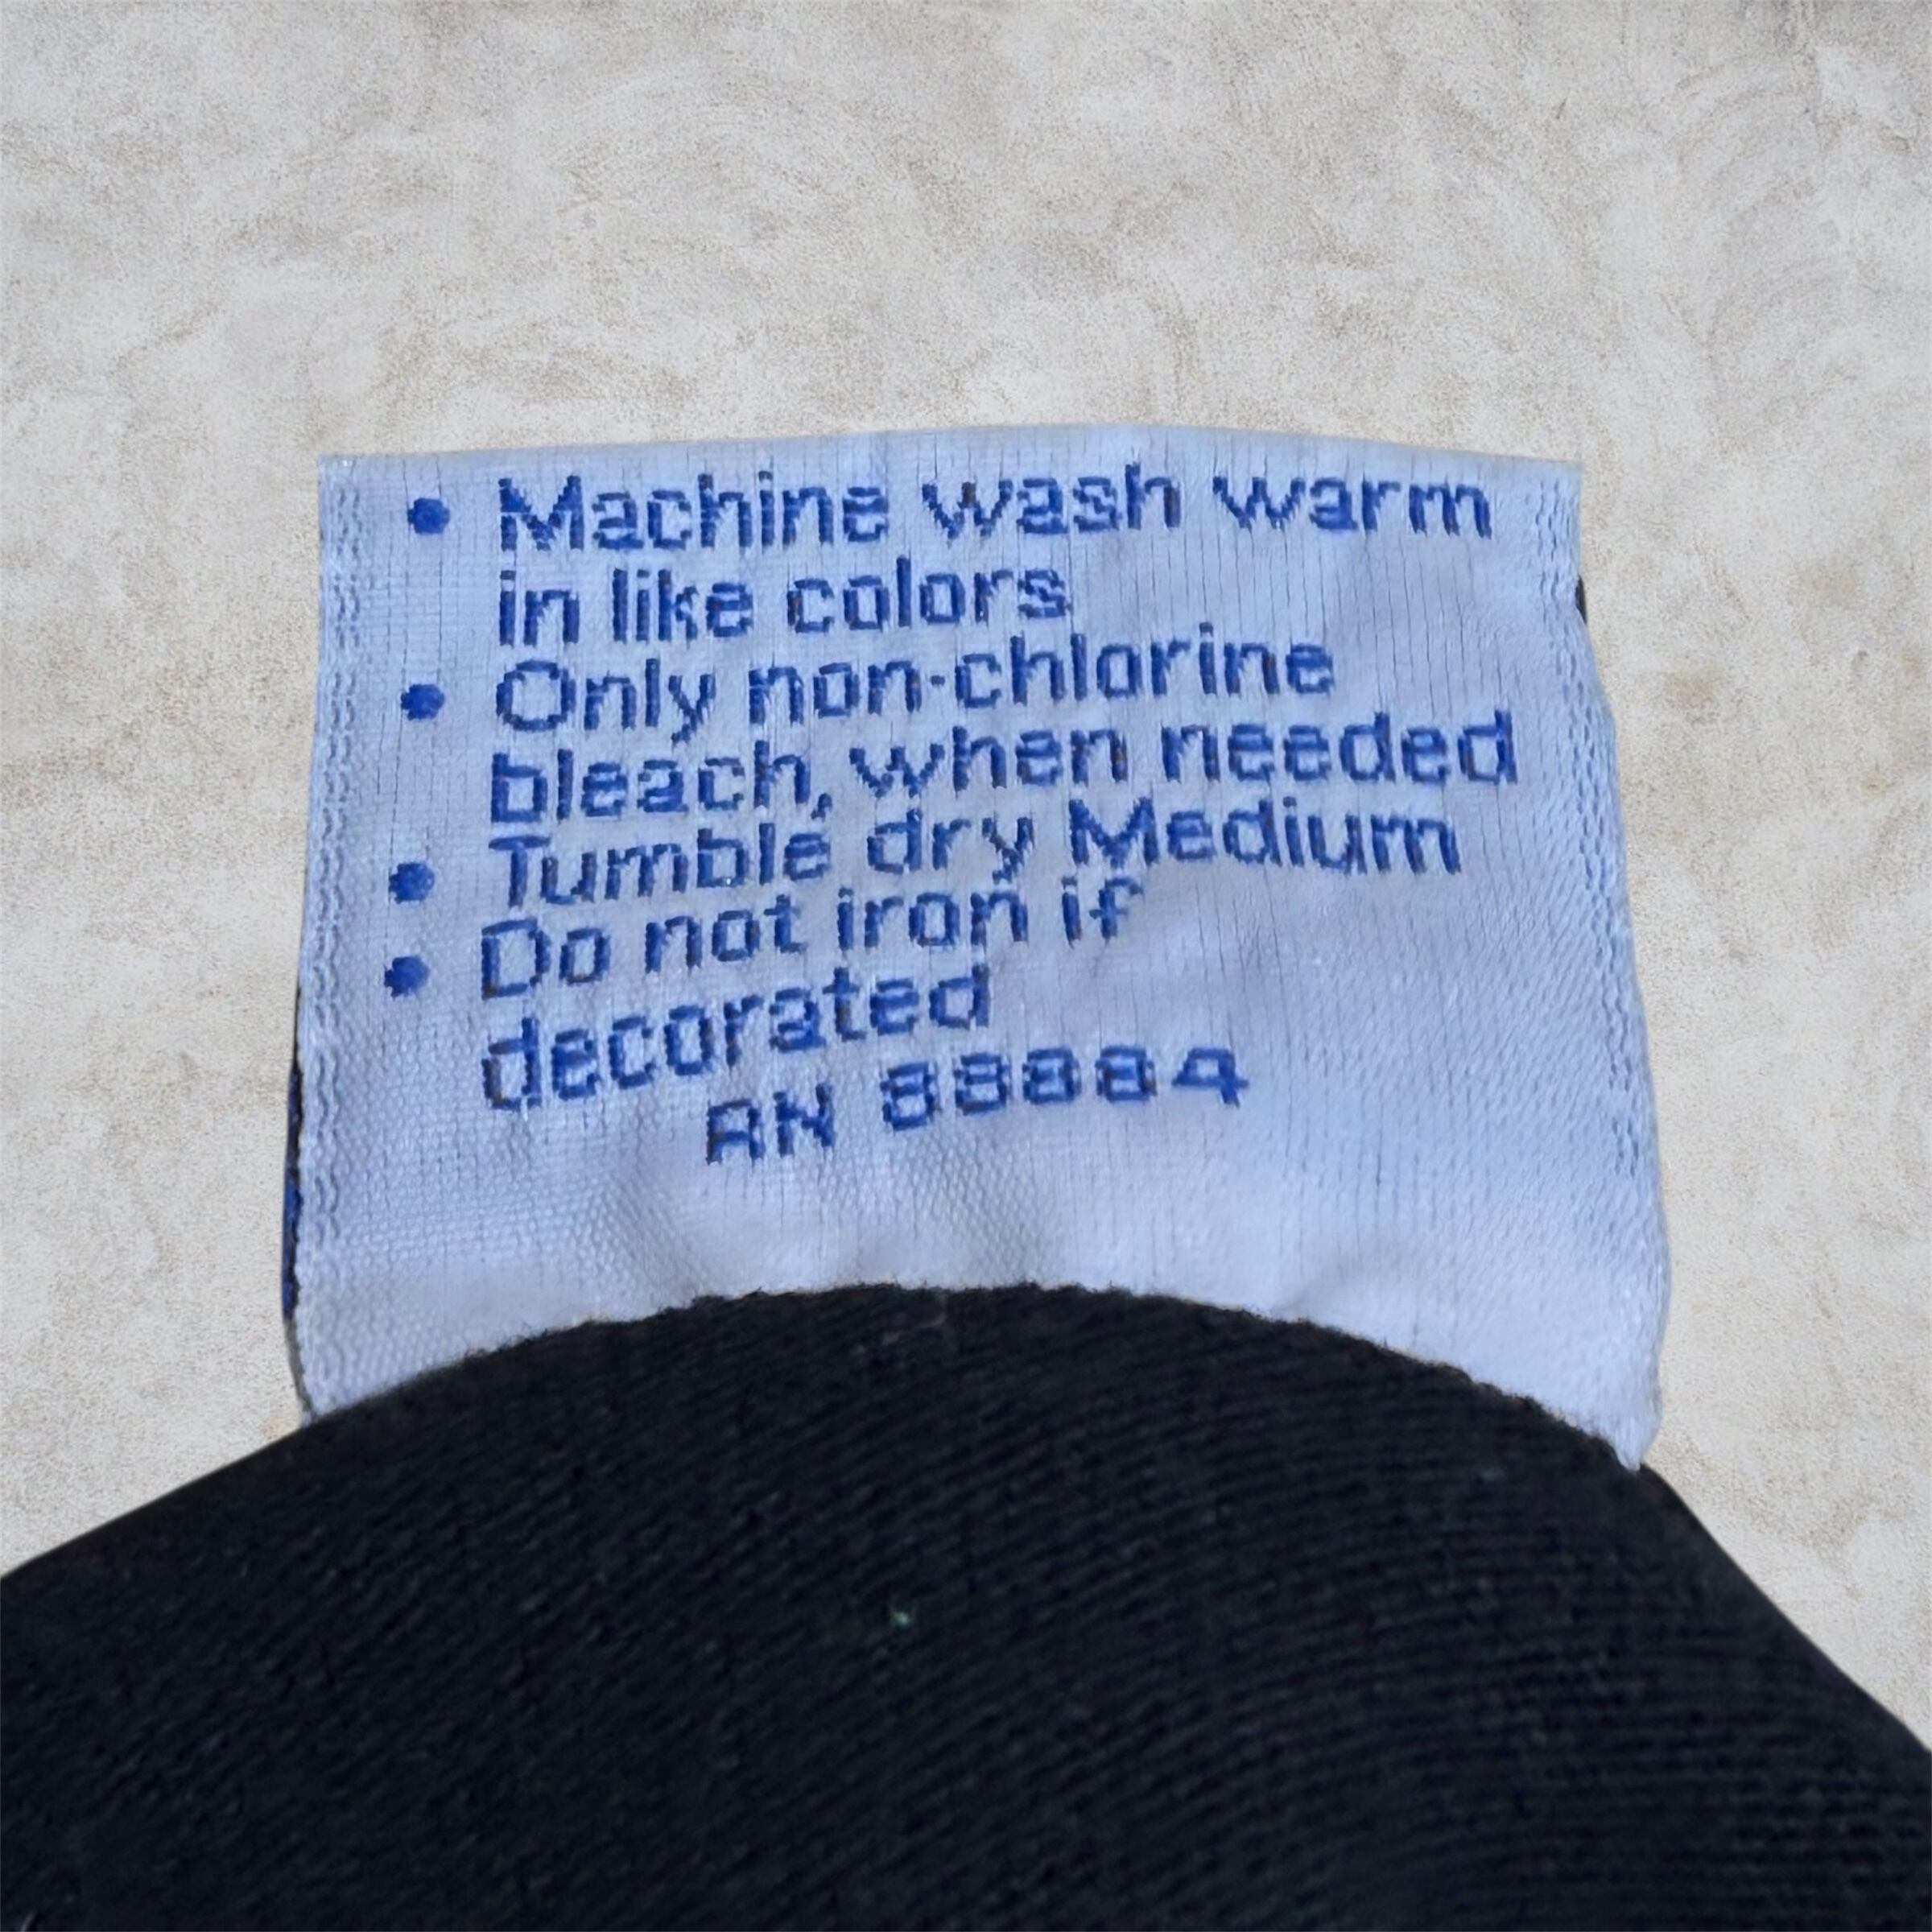 • Machine wash warm
in like colors
• Only non-chlorine
bleach, when needed
• Tumble dry Medium
• Do not iron if
decorated
RN 88884